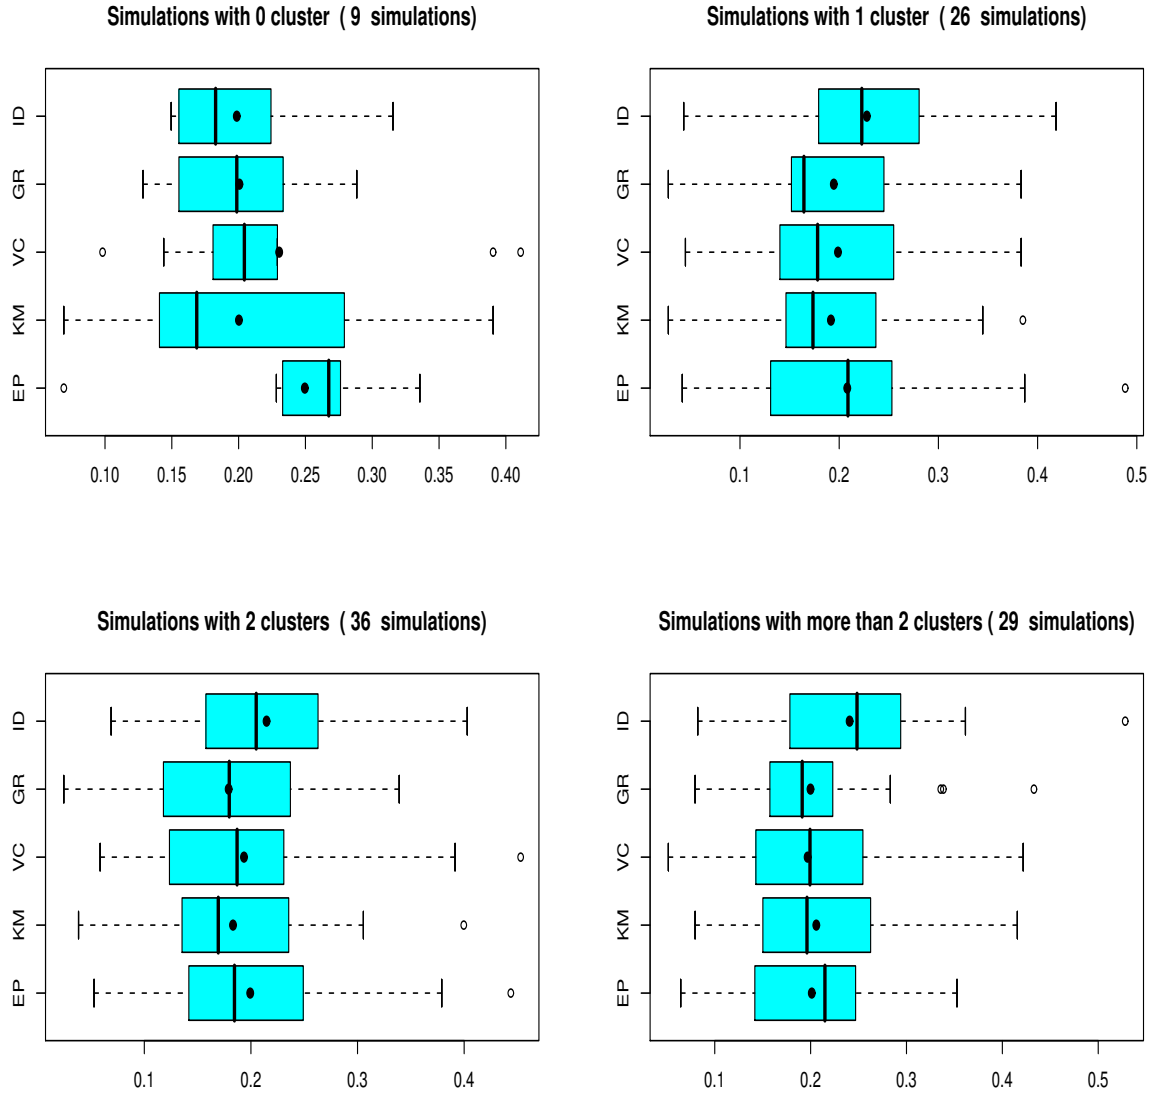 Simulations with 0 cluster ( 9 simulations)
ID
GR
VC
KM
EP
0.10 0.15 0.20 0.25 0.30 0.35 0.40
Simulations with 1 cluster ( 26 simulations)
ID
GR
VC
KM
EP
0.1 0.2 0.3 0.4 0.5
Simulations with 2 clusters ( 36 simulations)
ID
GR
VC
KM
EP
0.1 0.2 0.3 0.4
Simulations with more than 2 clusters ( 29 simulations)
ID
GR
VC
KM
EP
0.1 0.2 0.3 0.4 0.5